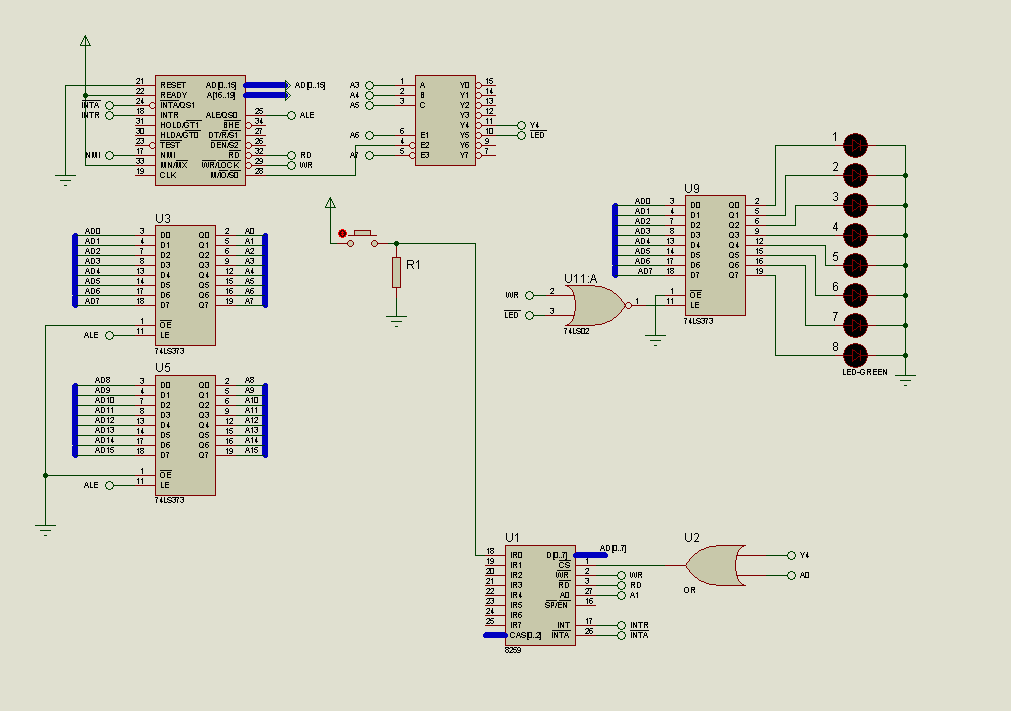 21 RESET AD[0..15] AD[0..15]
22 READY A[16..19]
INTA 24 INTA/QS1
INTR 18 INTR ALE/QS0 25 ALE
31 HOLD/GT1 BHE 34
30 HLDA/GT0 DT/R/S1 27
23 TEST DEN/S2 26
NMI 17 NMI RD 32 RD
33 MN/MX WR/LOCK 29 WR
19 CLK M/IO/S0 28
A3 1 A Y0 15
A4 2 B Y1 14
A5 3 C Y2 13
Y3 12
Y4 11 Y4
A6 6 E1 Y5 10 LED
4 E2 Y6 9
A7 5 E3 Y7 7
U3
AD0 3 D0 Q0 2 A0
AD1 4 D1 Q1 5 A1
AD2 7 D2 Q2 6 A2
AD3 8 D3 Q3 9 A3
AD4 13 D4 Q4 12 A4
AD5 14 D5 Q5 15 A5
AD6 17 D6 Q6 16 A6
AD7 18 D7 Q7 19 A7
1 OE
ALE 11 LE
74LS373
U5
AD8 3 D0 Q0 2 A8
AD9 4 D1 Q1 5 A9
AD10 7 D2 Q2 6 A10
AD11 8 D3 Q3 9 A11
AD12 13 D4 Q4 12 A12
AD13 14 D5 Q5 15 A13
AD14 17 D6 Q6 16 A14
AD15 18 D7 Q7 19 A15
1 OE
ALE 11 LE
74LS373
R1
U9
AD0 3 D0 Q0 2
AD1 4 D1 Q1 5
AD2 7 D2 Q2 6
AD3 8 D3 Q3 9
AD4 13 D4 Q4 12
AD5 14 D5 Q5 15
AD6 17 D6 Q6 16
AD7 18 D7 Q7 19
1 OE
11 LE
74LS373
U11:A
WR 2
1
LED 3
74LS02
1
2
3
4
5
6
7
8
LED-GREEN
U1
18 IR0 D[0..7] AD[0..7]
19 IR1 CS 1
20 IR2 WR 2 WR
21 IR3 RD 3 RD
22 IR4 A0 27 A1
23 IR5 SP/EN 16
24 IR6
25 IR7 INT 17 INTR
CAS[0..2] INTA 26 INTA
8259
U2
Y4
A0
OR